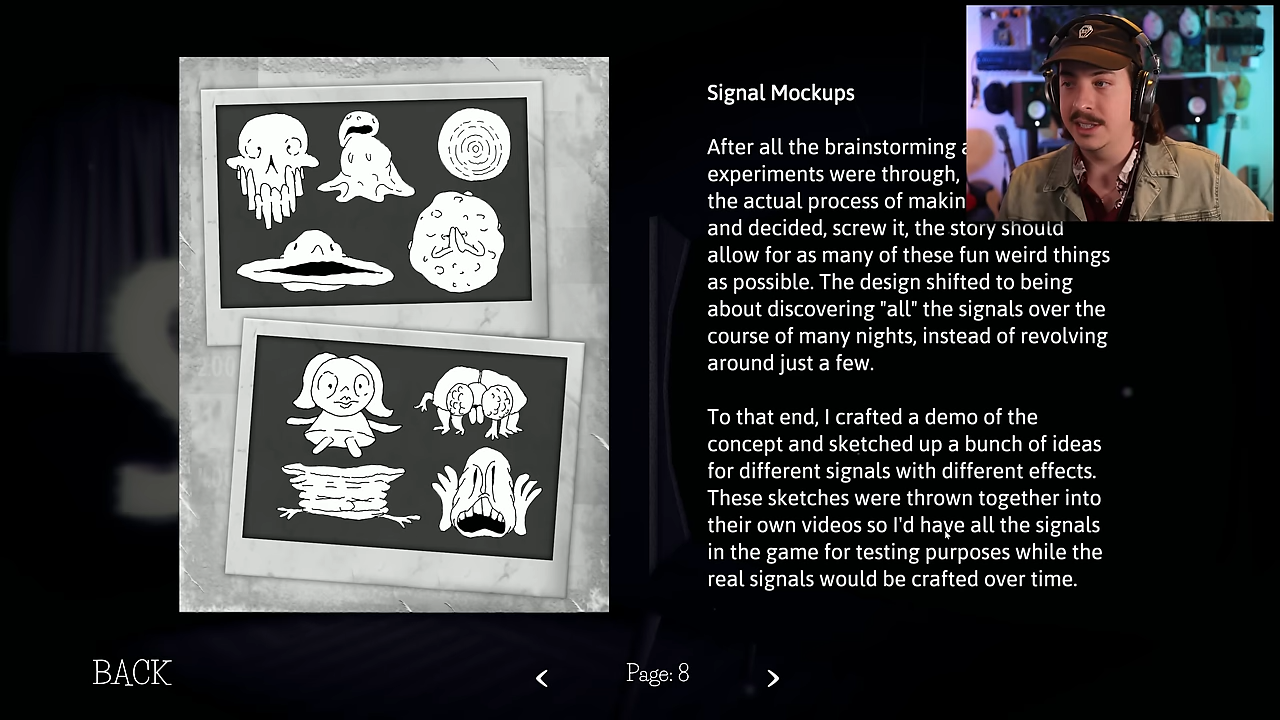 Signal Mockups
After all the brainstorming
experiments were through,
the actual process of makin
and decided, screw it, the story should
allow for as many of these fun weird things
as possible. The design shifted to being
about discovering "all" the signals over the
course of many nights, instead of revolving
around just a few.
To that end, I crafted a demo of the
concept and sketched up a bunch of ideas
for different signals with different effects.
These sketches were thrown together into
their own videos so I'd have all the signals
in the game for testing purposes while the
real signals would be crafted over time.
BACK
< Page: 8 >